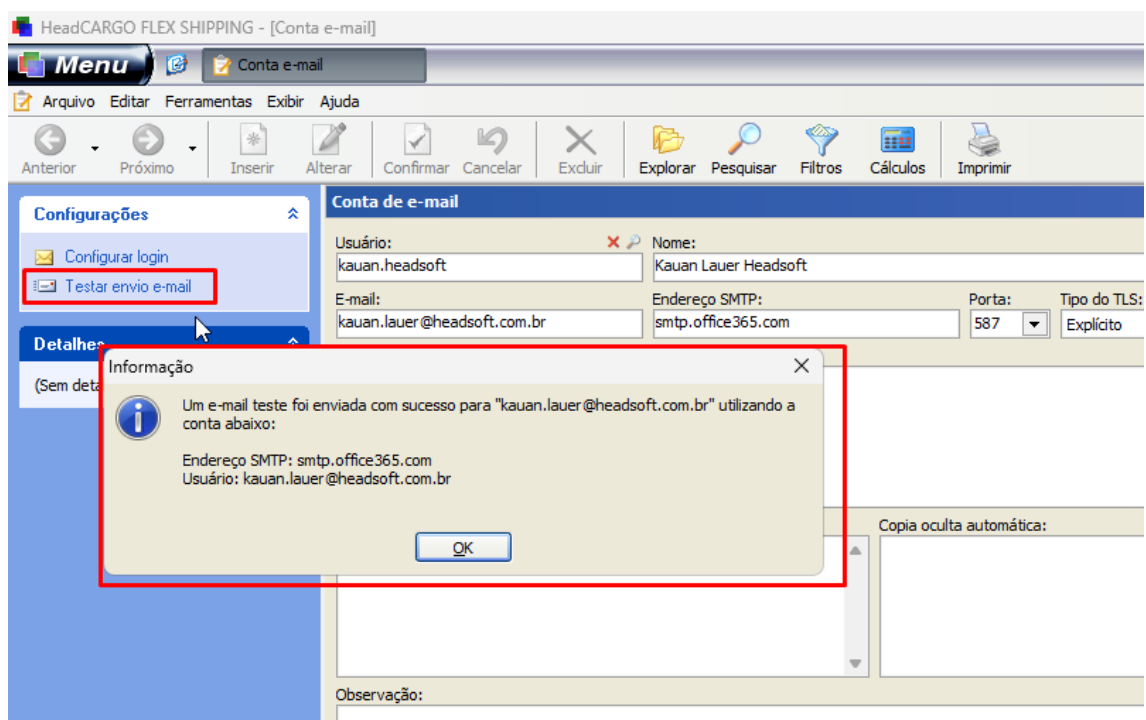 HeadCARGO FLEX SHIPPING - [Conta e-mail]
Menu
Conta e-mail
Arquivo Editar Ferramentas Exibir Ajuda
Anterior Próximo Inserir Alterar Confirmar Cancelar Excluir Explorar Pesquisar Filtros Cálculos Imprimir
Configurações
Configurar login
Testar envio e-mail
Detalhes
(Sem deta
Conta de e-mail
Usuário: Nome:
kauan.headsoft Kauan Lauer Headsoft
E-mail: Endereço SMTP: Porta: Tipo do TLS:
kauan.lauer@headsoft.com.br smtp.office365.com 587 Explícito
Informação
Um e-mail teste foi enviada com sucesso para "kauan.lauer@headsoft.com.br" utilizando a
conta abaixo:
Endereço SMTP: smtp.office365.com
Usuário: kauan.lauer@headsoft.com.br
OK
Copia oculta automática:
Observação: